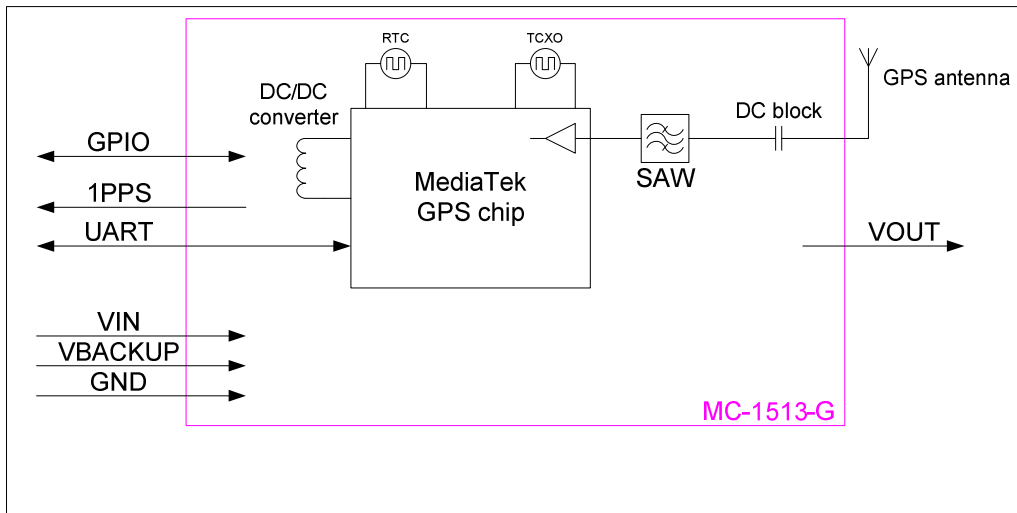 RTC
TCXO
DC/DC
converter
GPS antenna
DC block
GPIO
SAW
MediaTek
GPS chip
1PPS
UART
VOUT
VIN
VBACKUP
GND
MC-1513-G